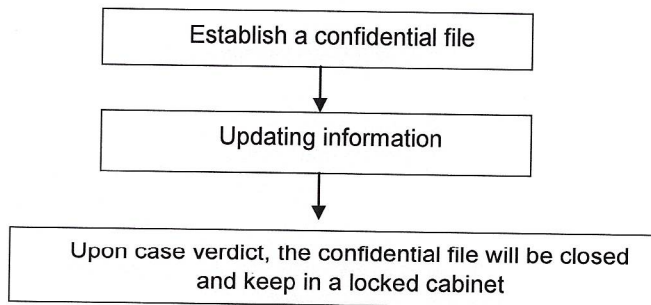 Establish a confidential file
Updating information
Upon case verdict, the confidential file will be closed
and keep in a locked cabinet